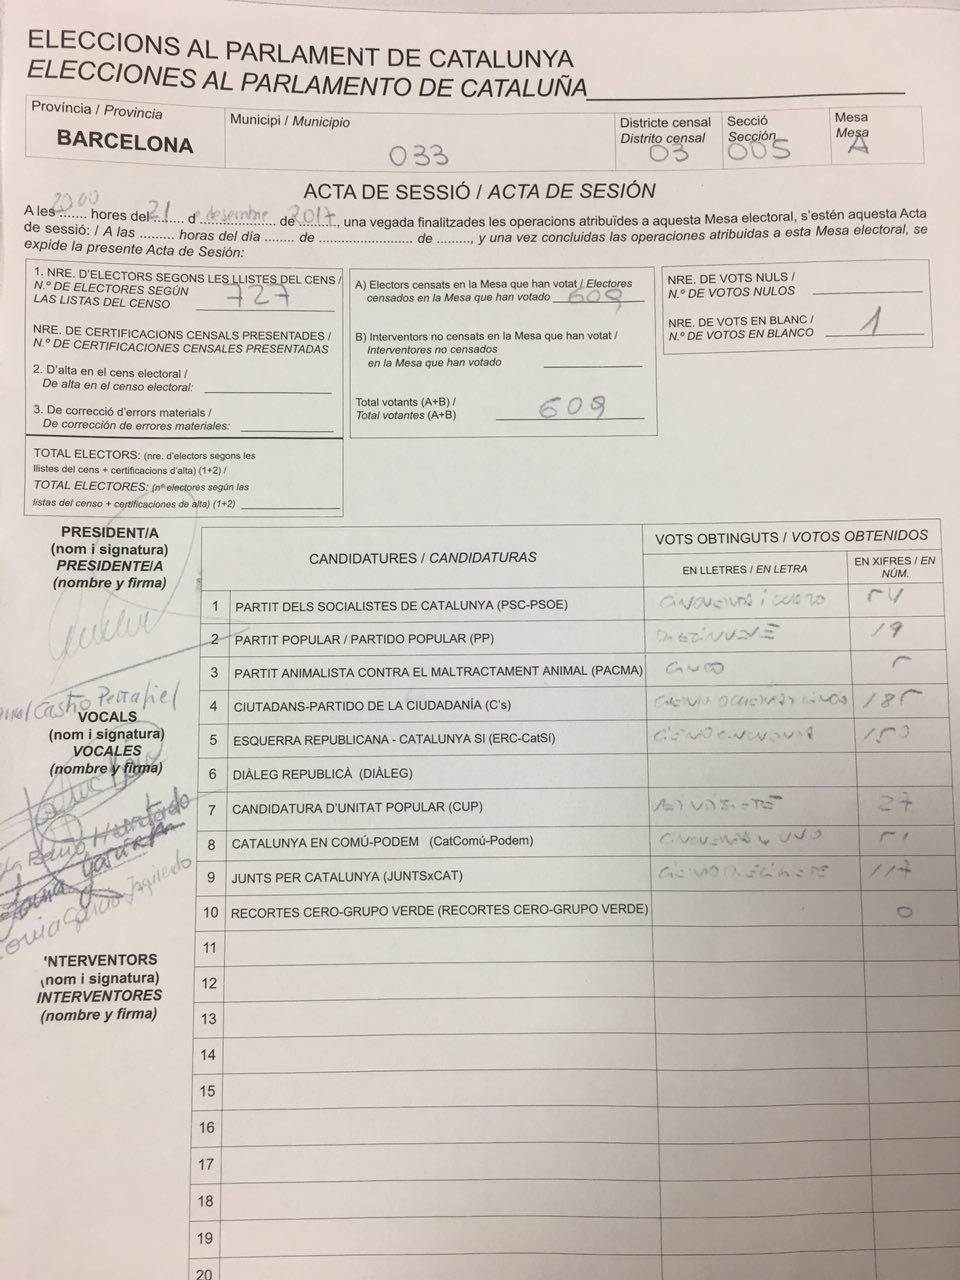 ELECCIONS AL PARLAMENT DE CATALUNYA
ELECCIONES AL PARLAMENTO DE CATALUÑA
Província / Provincia
BARCELONA
Municipi / Municipio
033
Districte censal
Distrito censal
03
Secció
Sección
005
Mesa
Mesa
A
ACTA DE SESSIÓ / ACTA DE SESIÓN
A les 20:00 hores del 21 d e desembre de 2017, una vegada finalitzades les operacions atribuïdes a aquesta Mesa electoral, s'estén aquesta Acta
de sessió: / A las ......... horas del día ........ de ........................ de ........., y una vez concluidas las operaciones atribuidas a esta Mesa electoral, se
expide la presente Acta de Sesión:
1. NRE. D'ELECTORS SEGONS LES LLISTES DEL CENS /
N.º DE ELECTORES SEGÚN
LAS LISTAS DEL CENSO 727
NRE. DE CERTIFICACIONS CENSALS PRESENTADES /
N.º DE CERTIFICACIONES CENSALES PRESENTADAS
2. D'alta en el cens electoral /
De alta en el censo electoral:
3. De correcció d'errors materials /
De corrección de errores materiales:
TOTAL ELECTORS: (nre. d'electors segons les
llistes del cens + certificacions d'alta) (1+2) /
TOTAL ELECTORES: (nº electores según las
listas del censo + certificaciones de alta) (1+2)
A) Electors censats en la Mesa que han votat / Electores
censados en la Mesa que han votado 609
B) Interventors no censats en la Mesa que han votat /
Interventores no censados
en la Mesa que han votado
Total votants (A+B) /
Total votantes (A+B) 609
NRE. DE VOTS NULS /
N.º DE VOTOS NULOS
NRE. DE VOTS EN BLANC /
N.º DE VOTOS EN BLANCO 1
PRESIDENT/A
(nom i signatura)
PRESIDENTE/A
(nombre y firma)
Castro Peñafiel
VOCALS
(nom i signatura)
VOCALES
(nombre y firma)
Izquierdo
INTERVENTORS
(nom i signatura)
INTERVENTORES
(nombre y firma)
CANDIDATURES / CANDIDATURAS
VOTS OBTINGUTS / VOTOS OBTENIDOS
EN LLETRES / EN LETRA
EN XIFRES / EN
NÚM.
1 PARTIT DELS SOCIALISTES DE CATALUNYA (PSC-PSOE) CINQUENTA I CUATRO 54
2 PARTIT POPULAR / PARTIDO POPULAR (PP) DIECINUEVE 19
3 PARTIT ANIMALISTA CONTRA EL MALTRACTAMENT ANIMAL (PACMA) CINCO 5
4 CIUTADANS-PARTIDO DE LA CIUDADANÍA (C's) CIENTO OCHENTA Y CINCO 185
5 ESQUERRA REPUBLICANA - CATALUNYA SI (ERC-CatSí) 150
6 DIÀLEG REPUBLICÀ (DIÀLEG)
7 CANDIDATURA D'UNITAT POPULAR (CUP) VEINTISIETE 27
8 CATALUNYA EN COMÚ-PODEM (CatComú-Podem) CINCUENTA Y UNO 51
9 JUNTS PER CATALUNYA (JUNTSxCAT) CIENTO DIECISIETE 117
10 RECORTES CERO-GRUPO VERDE (RECORTES CERO-GRUPO VERDE) 0
11
12
13
14
15
16
17
18
19
20